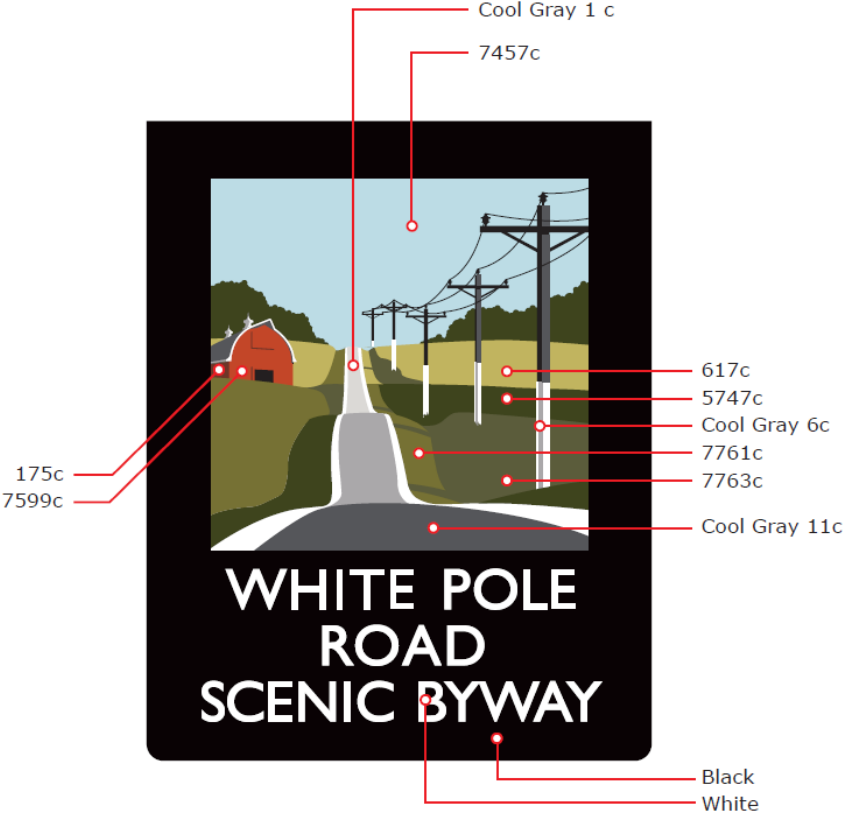 Cool Gray 1 c
7457c
617c
5747c
Cool Gray 6c
7761c
7763c
175c
7599c
Cool Gray 11c
WHITE POLE
ROAD
SCENIC BYWAY
Black
White